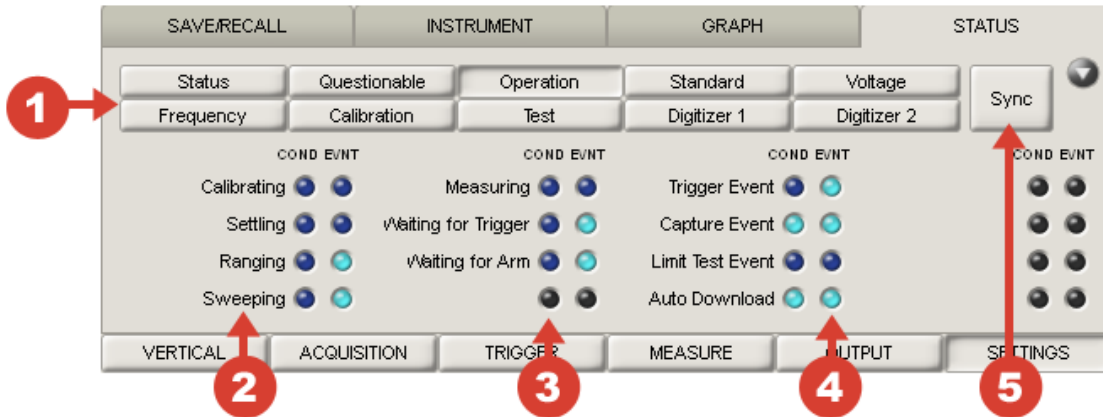 SAVE/RECALL INSTRUMENT GRAPH STATUS
Status Questionable Operation Standard Voltage Sync
Frequency Calibration Test Digitizer 1 Digitizer 2
COND EVNT COND EVNT COND EVNT COND EVNT
Calibrating Measuring Trigger Event
Settling Waiting for Trigger Capture Event
Ranging Waiting for Arm Limit Test Event
Sweeping Auto Download
VERTICAL ACQUISITION TRIGGER MEASURE OUTPUT SETTINGS
1
2 3 4 5